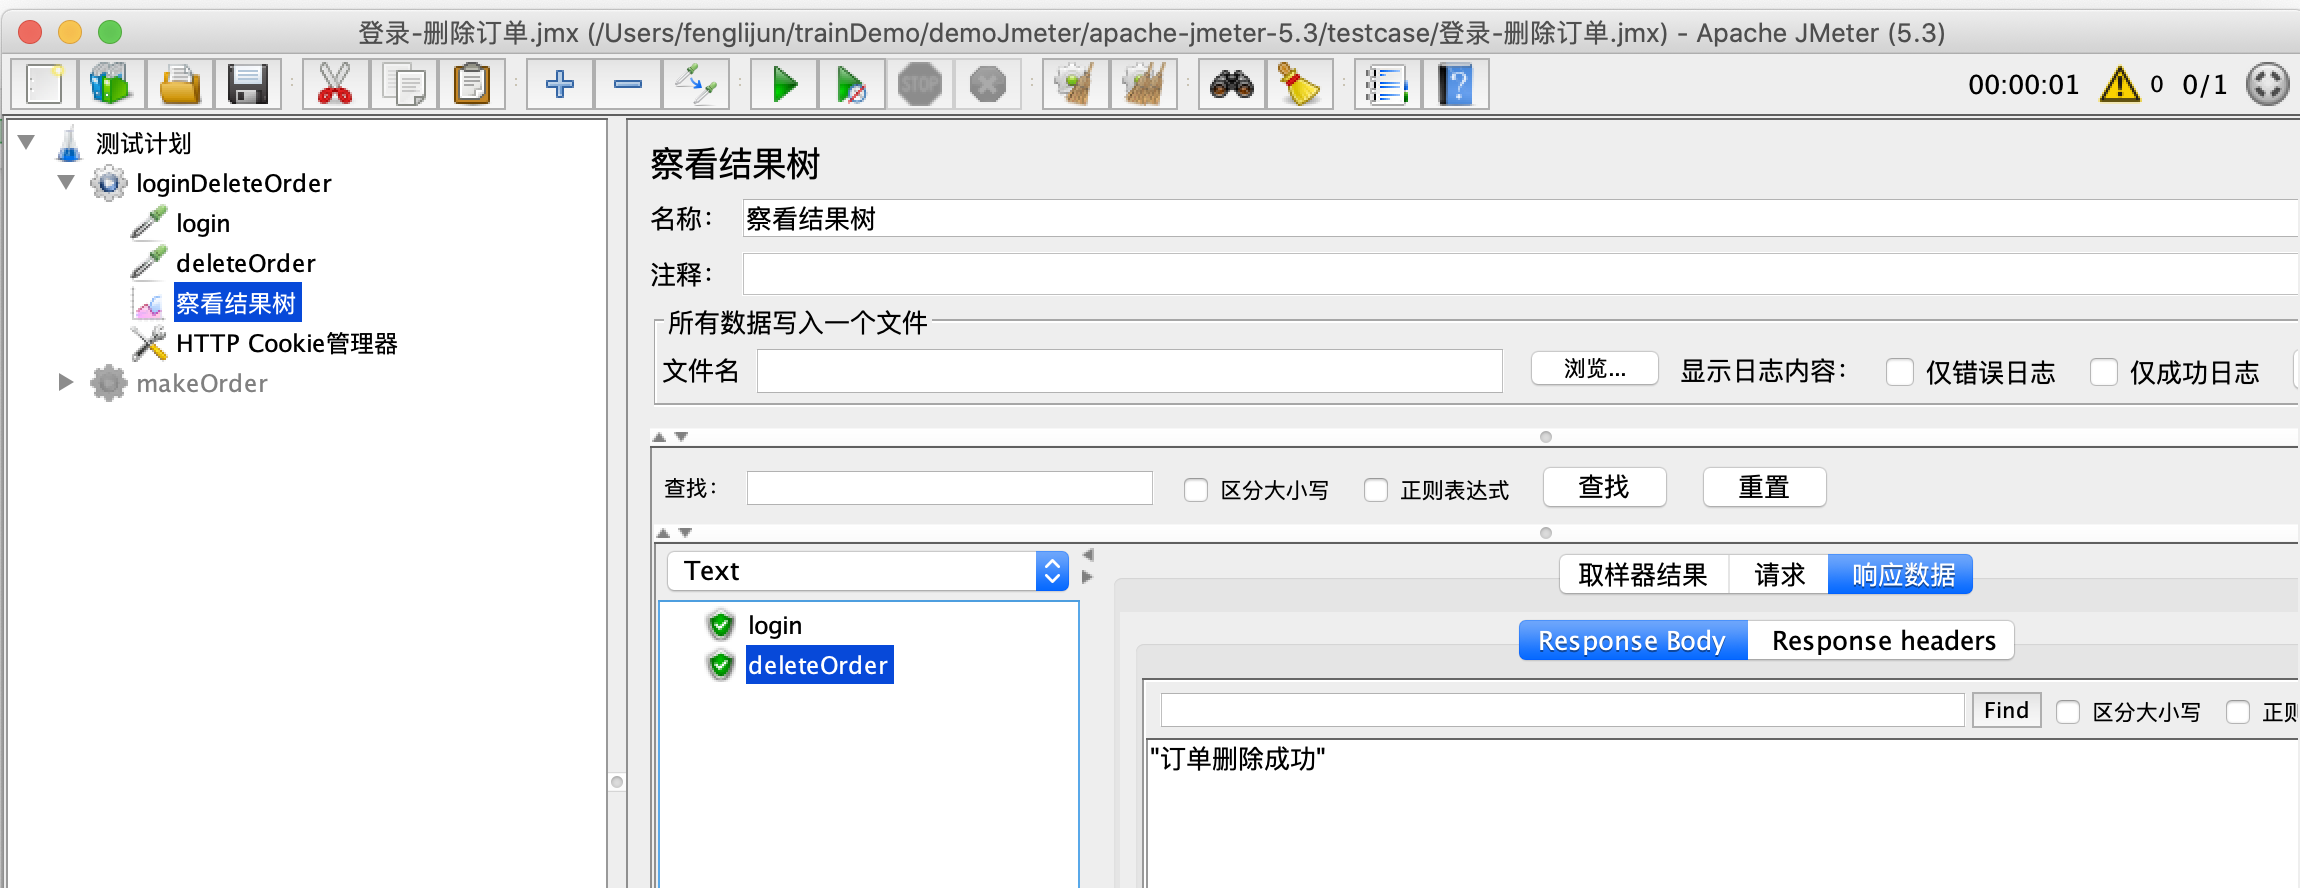 登录-删除订单.jmx (/Users/fenglijun/trainDemo/demoJmeter/apache-jmeter-5.3/testcase/登录-删除订单.jmx) - Apache JMeter (5.3)
STOP
00:00:01 0 0/1
测试计划
loginDeleteOrder
login
deleteOrder
察看结果树
HTTP Cookie管理器
makeOrder
察看结果树
名称： 察看结果树
注释：
所有数据写入一个文件
文件名 浏览... 显示日志内容： 仅错误日志 仅成功日志
查找： 区分大小写 正则表达式 查找 重置
Text
login
deleteOrder
取样器结果 请求 响应数据
Response Body Response headers
Find 区分大小写 正则
"订单删除成功"